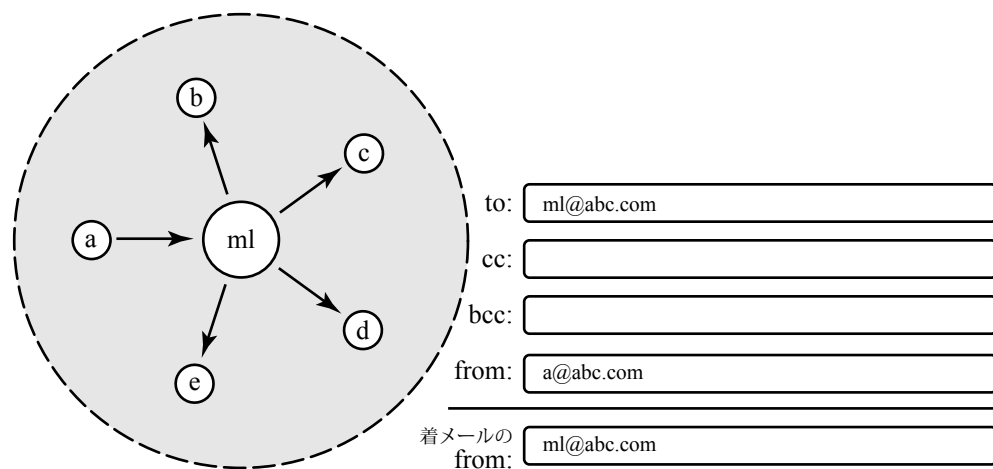 b
c
a
ml
d
e
to: ml@abc.com
cc:
bcc:
from: a@abc.com
着メールの
from: ml@abc.com